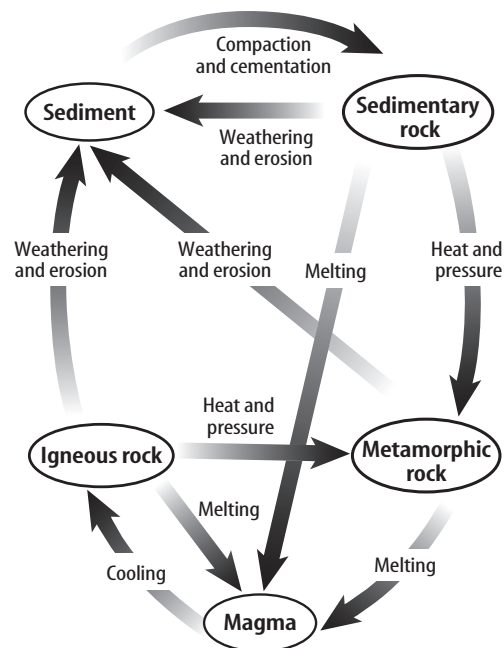 Compaction
and cementation
Sediment
Sedimentary
rock
Weathering
and erosion
Weathering
and erosion
Weathering
and erosion
Melting
Heat and
pressure
Heat and
pressure
Igneous rock
Metamorphic
rock
Melting
Cooling
Melting
Magma